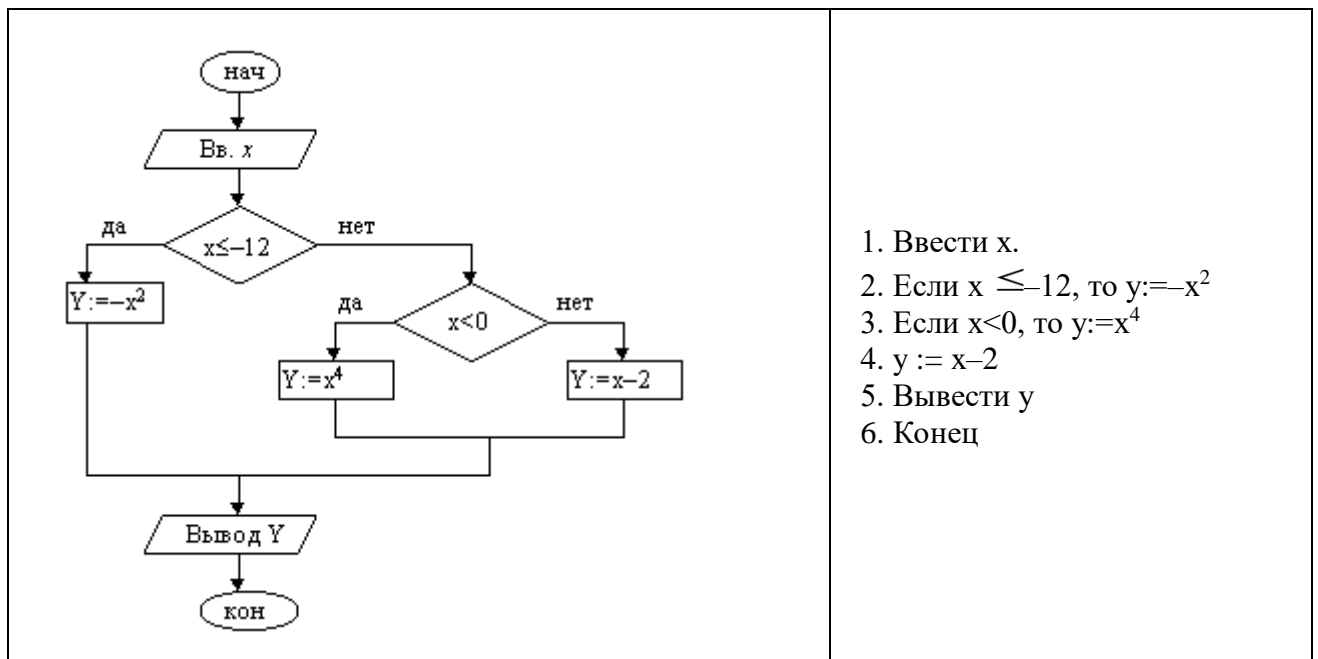 нач
Вв. x
да
нет
x≤–12
Y:=–x²
да
нет
x<0
Y:=x⁴
Y:=x–2
Вывод Y
кон
1. Ввести x.
2. Если x ≤–12, то y:=–x²
3. Если x<0, то y:=x⁴
4. y := x–2
5. Вывести y
6. Конец